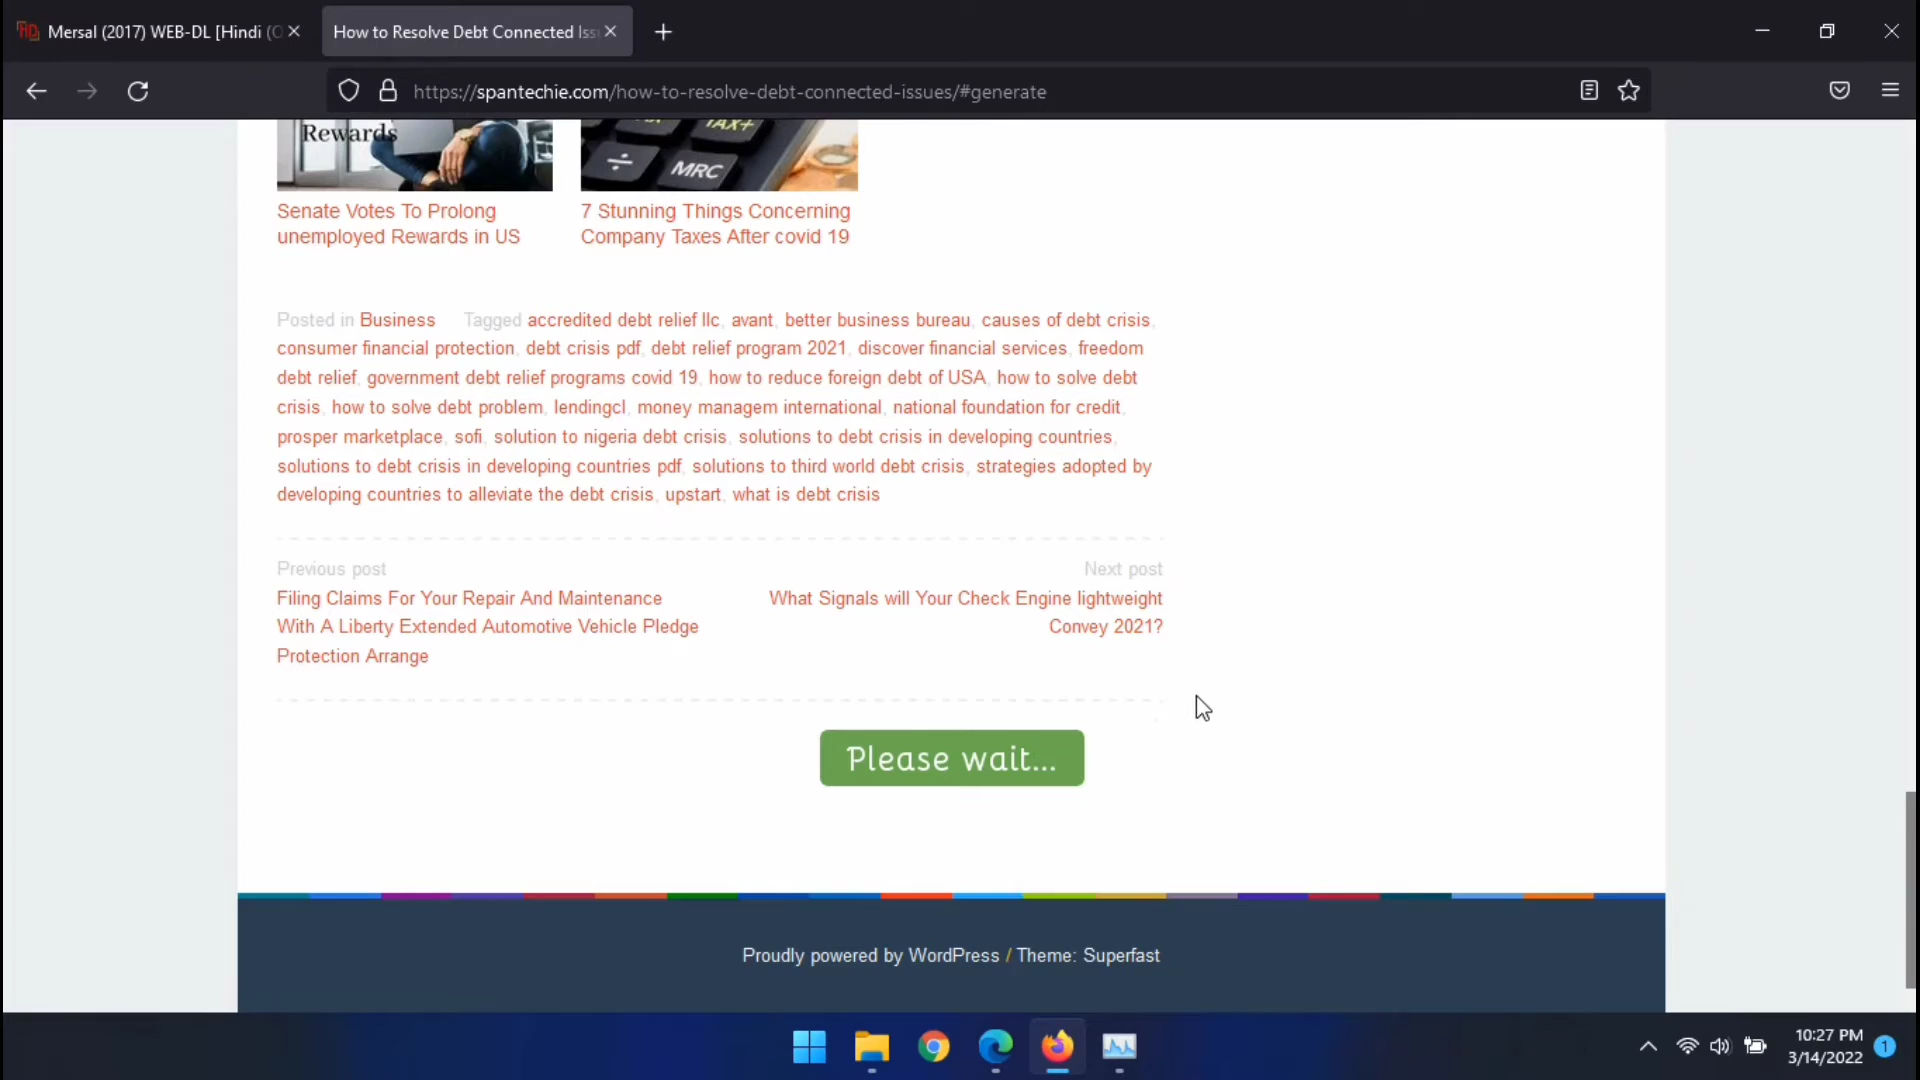 Mersal (2017) WEB-DL [Hindi (O
How to Resolve Debt Connected Iss
https://spantechie.com/how-to-resolve-debt-connected-issues/#generate
Rewards
TAX+
MRC
Senate Votes To Prolong
unemployed Rewards in US
7 Stunning Things Concerning
Company Taxes After covid 19
Posted in Business Tagged accredited debt relief llc, avant, better business bureau, causes of debt crisis,
consumer financial protection, debt crisis pdf, debt relief program 2021, discover financial services, freedom
debt relief, government debt relief programs covid 19, how to reduce foreign debt of USA, how to solve debt
crisis, how to solve debt problem, lendingcl, money managem international, national foundation for credit,
prosper marketplace, sofi, solution to nigeria debt crisis, solutions to debt crisis in developing countries,
solutions to debt crisis in developing countries pdf, solutions to third world debt crisis, strategies adopted by
developing countries to alleviate the debt crisis, upstart, what is debt crisis
Previous post
Filing Claims For Your Repair And Maintenance
With A Liberty Extended Automotive Vehicle Pledge
Protection Arrange
Next post
What Signals will Your Check Engine lightweight
Convey 2021?
Please wait...
Proudly powered by WordPress / Theme: Superfast
10:27 PM
3/14/2022
1